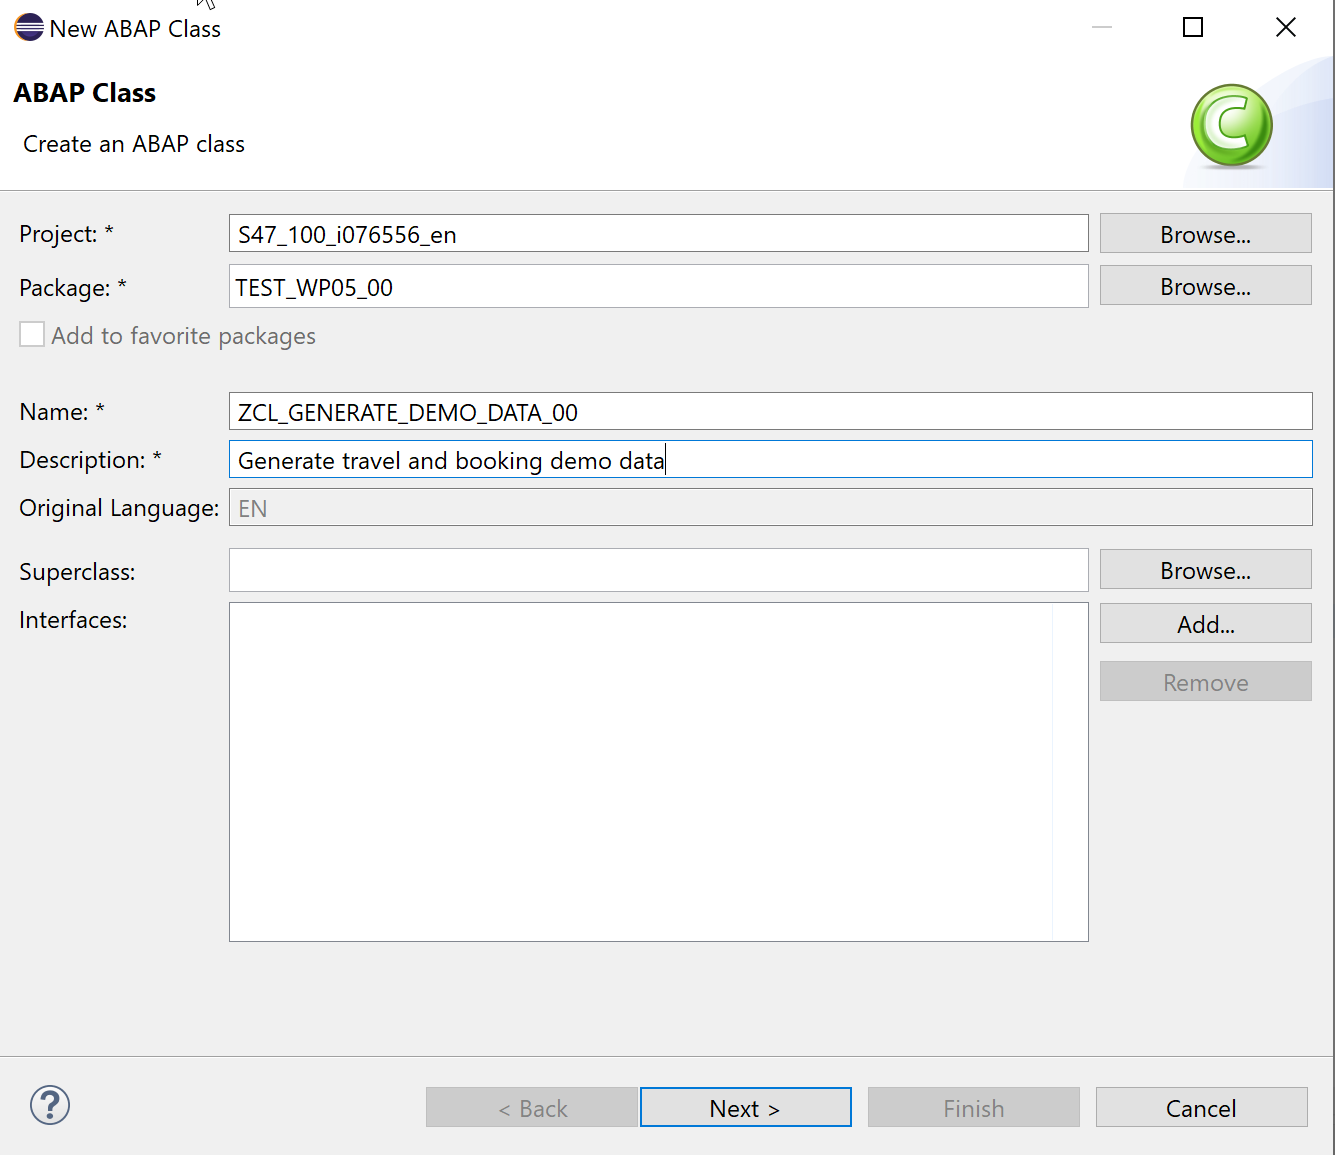 New ABAP Class
ABAP Class
Create an ABAP class
C
Project: * S47_100_i076556_en Browse...
Package: * TEST_WP05_00 Browse...
Add to favorite packages
Name: * ZCL_GENERATE_DEMO_DATA_00
Description: * Generate travel and booking demo data
Original Language: EN
Superclass: Browse...
Interfaces: Add...
Remove
? < Back Next > Finish Cancel